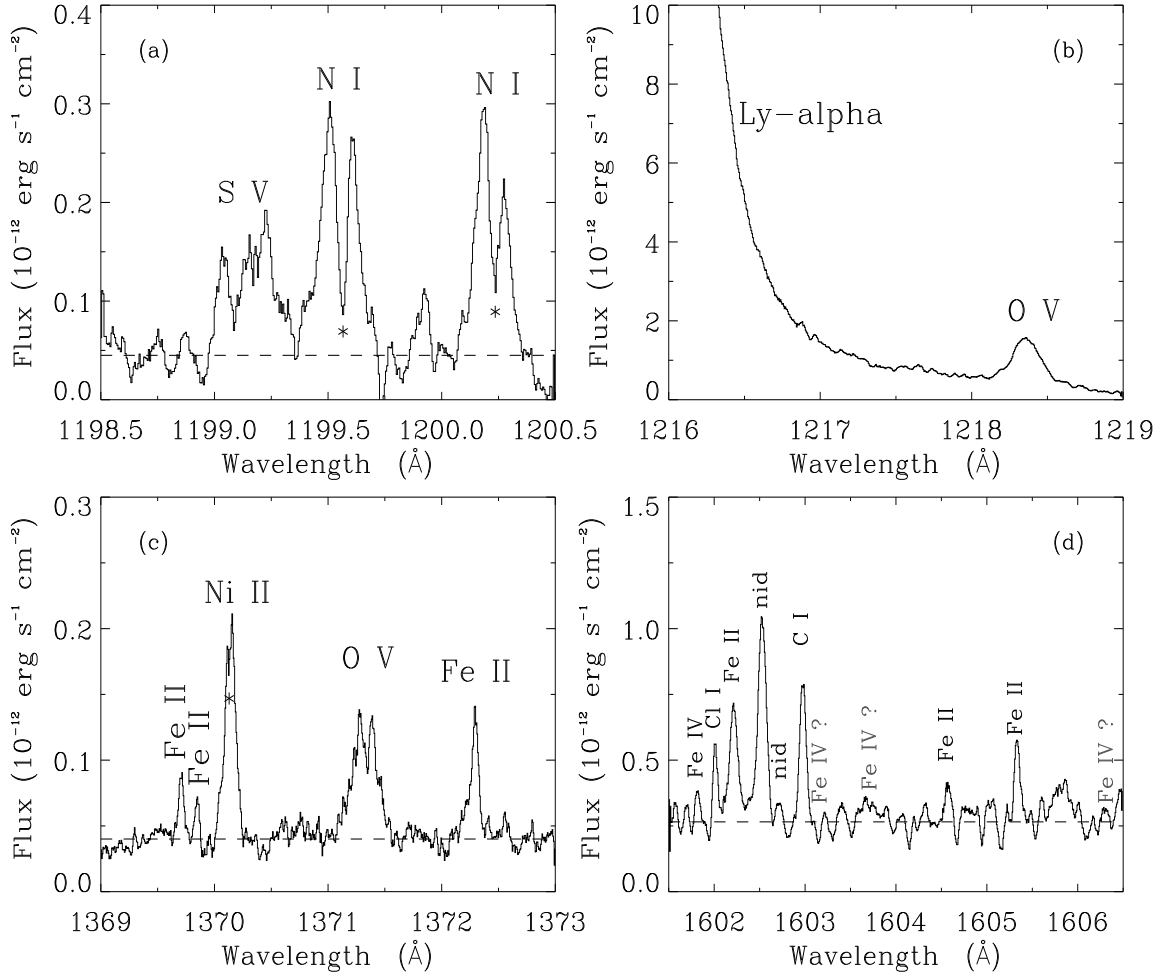 (a)
S V
N I
N I
*
*
0.4
0.3
0.2
0.1
0.0
Flux (10⁻¹² erg s⁻¹ cm⁻²)
1198.5 1199.0 1199.5 1200.0 1200.5
Wavelength (Å)
(b)
Ly-alpha
O V
10
8
6
4
2
0
Flux (10⁻¹² erg s⁻¹ cm⁻²)
1216 1217 1218 1219
Wavelength (Å)
(c)
Fe II
Fe II
Ni II
*
O V
Fe II
0.3
0.2
0.1
0.0
Flux (10⁻¹² erg s⁻¹ cm⁻²)
1369 1370 1371 1372 1373
Wavelength (Å)
(d)
Fe IV
Cl I
Fe II
nid
nid
C I
Fe IV ?
Fe IV ?
Fe II
Fe II
Fe IV ?
1.5
1.0
0.5
0.0
Flux (10⁻¹² erg s⁻¹ cm⁻²)
1602 1603 1604 1605 1606
Wavelength (Å)